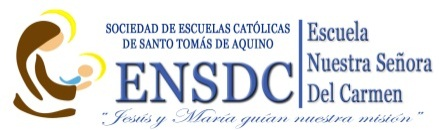 SOCIEDAD DE ESCUELAS CATÓLICAS
DE SANTO TOMÁS DE AQUINO
ENSDC
Escuela
Nuestra Señora
Del Carmen
"Jesús y María guían nuestra misión"